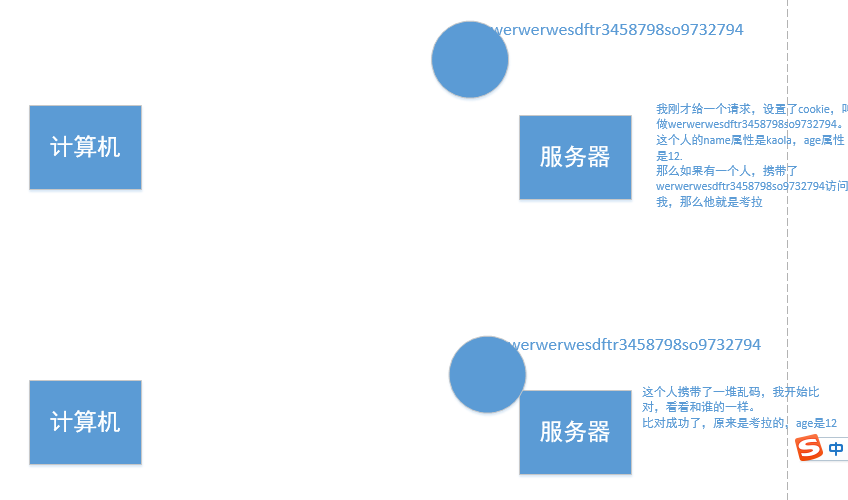 werwerwesdftr3458798so9732794
计算机
服务器
我刚才给一个请求，设置了cookie，叫
做werwerwesdftr3458798so9732794。
这个人的name属性是kaola，age属性
是12.
那么如果有一个人，携带了
werwerwesdftr3458798so9732794访问
我，那么他就是考拉
werwerwesdftr3458798so9732794
计算机
服务器
这个人携带了一堆乱码，我开始比
对，看看和谁的一样。
比对成功了，原来是考拉的，age是12
S中